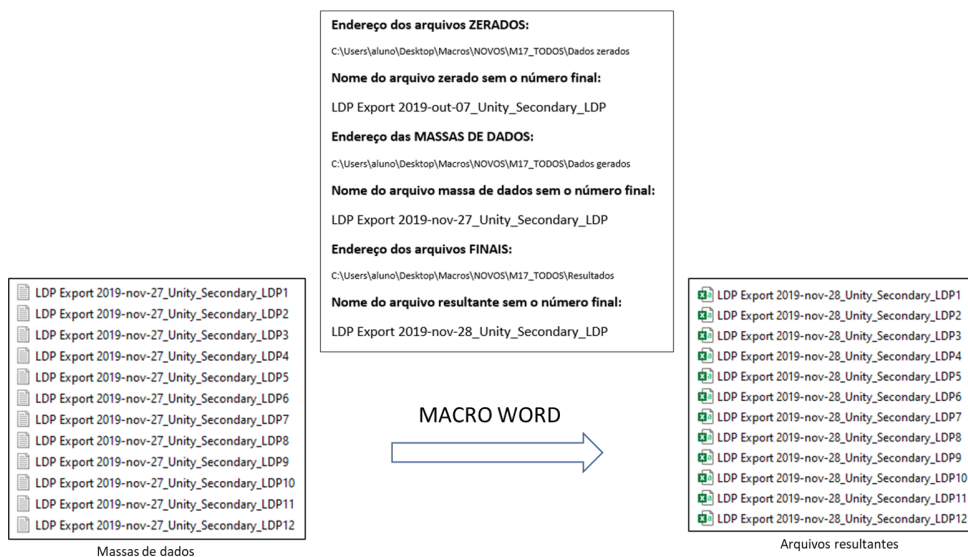 Endereço dos arquivos ZERADOS:
C:\Users\aluno\Desktop\Macros\NOVOS\M17_TODOS\Dados zerados
Nome do arquivo zerado sem o número final:
LDP Export 2019-out-07_Unity_Secondary_LDP
Endereço das MASSAS DE DADOS:
C:\Users\aluno\Desktop\Macros\NOVOS\M17_TODOS\Dados gerados
Nome do arquivo massa de dados sem o número final:
LDP Export 2019-nov-27_Unity_Secondary_LDP
Endereço dos arquivos FINAIS:
C:\Users\aluno\Desktop\Macros\NOVOS\M17_TODOS\Resultados
Nome do arquivo resultante sem o número final:
LDP Export 2019-nov-28_Unity_Secondary_LDP
LDP Export 2019-nov-27_Unity_Secondary_LDP1
LDP Export 2019-nov-27_Unity_Secondary_LDP2
LDP Export 2019-nov-27_Unity_Secondary_LDP3
LDP Export 2019-nov-27_Unity_Secondary_LDP4
LDP Export 2019-nov-27_Unity_Secondary_LDP5
LDP Export 2019-nov-27_Unity_Secondary_LDP6
LDP Export 2019-nov-27_Unity_Secondary_LDP7
LDP Export 2019-nov-27_Unity_Secondary_LDP8
LDP Export 2019-nov-27_Unity_Secondary_LDP9
LDP Export 2019-nov-27_Unity_Secondary_LDP10
LDP Export 2019-nov-27_Unity_Secondary_LDP11
LDP Export 2019-nov-27_Unity_Secondary_LDP12
Massas de dados
MACRO WORD
LDP Export 2019-nov-28_Unity_Secondary_LDP1
LDP Export 2019-nov-28_Unity_Secondary_LDP2
LDP Export 2019-nov-28_Unity_Secondary_LDP3
LDP Export 2019-nov-28_Unity_Secondary_LDP4
LDP Export 2019-nov-28_Unity_Secondary_LDP5
LDP Export 2019-nov-28_Unity_Secondary_LDP6
LDP Export 2019-nov-28_Unity_Secondary_LDP7
LDP Export 2019-nov-28_Unity_Secondary_LDP8
LDP Export 2019-nov-28_Unity_Secondary_LDP9
LDP Export 2019-nov-28_Unity_Secondary_LDP10
LDP Export 2019-nov-28_Unity_Secondary_LDP11
LDP Export 2019-nov-28_Unity_Secondary_LDP12
Arquivos resultantes